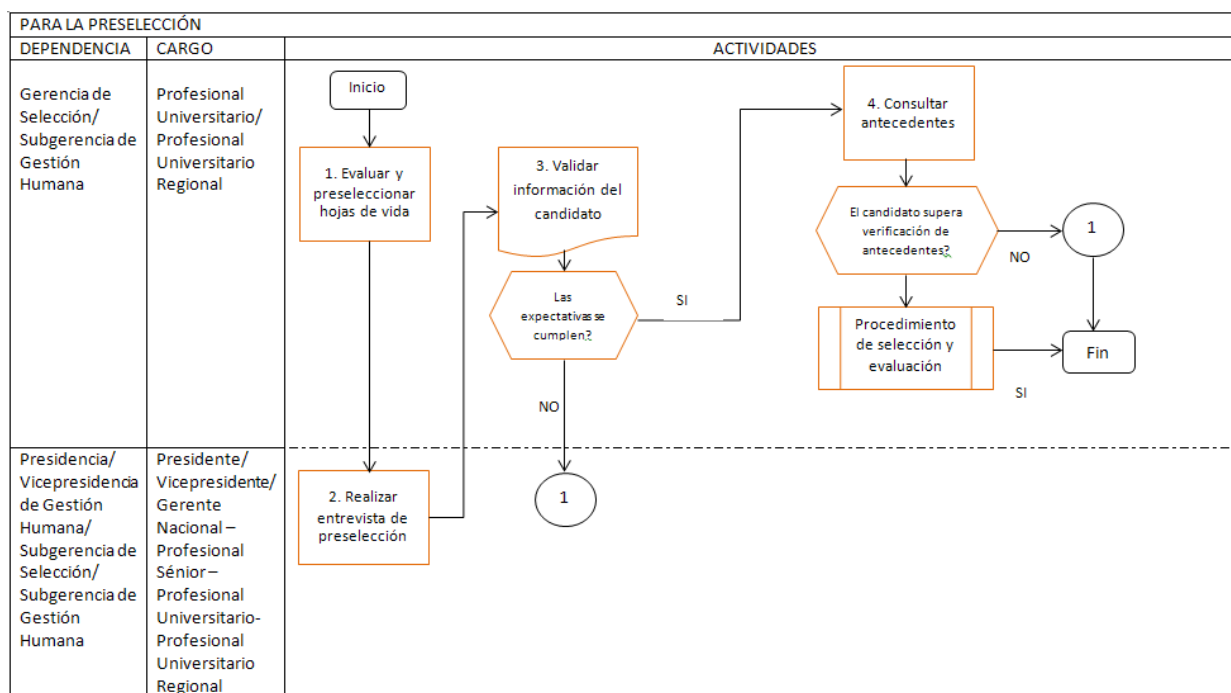 PARA LA PRESELECCIÓN
DEPENDENCIA
CARGO
ACTIVIDADES
Gerencia de
Selección/
Subgerencia de
Gestión
Humana
Profesional
Universitario/
Profesional
Universitario
Regional
Inicio
1. Evaluar y
preseleccionar
hojas de vida
3. Validar
información del
candidato
Las
expectativas se
cumplen?
SI
NO
4. Consultar
antecedentes
El candidato supera
verificación de
antecedentes?
NO
1
Procedimiento
de selección y
evaluación
SI
Fin
Presidencia/
Vicepresidencia
de Gestión
Humana/
Subgerencia de
Selección/
Subgerencia de
Gestión
Humana
Presidente/
Vicepresidente/
Gerente
Nacional –
Profesional
Sénior –
Profesional
Universitario-
Profesional
Universitario
Regional
2. Realizar
entrevista de
preselección
1